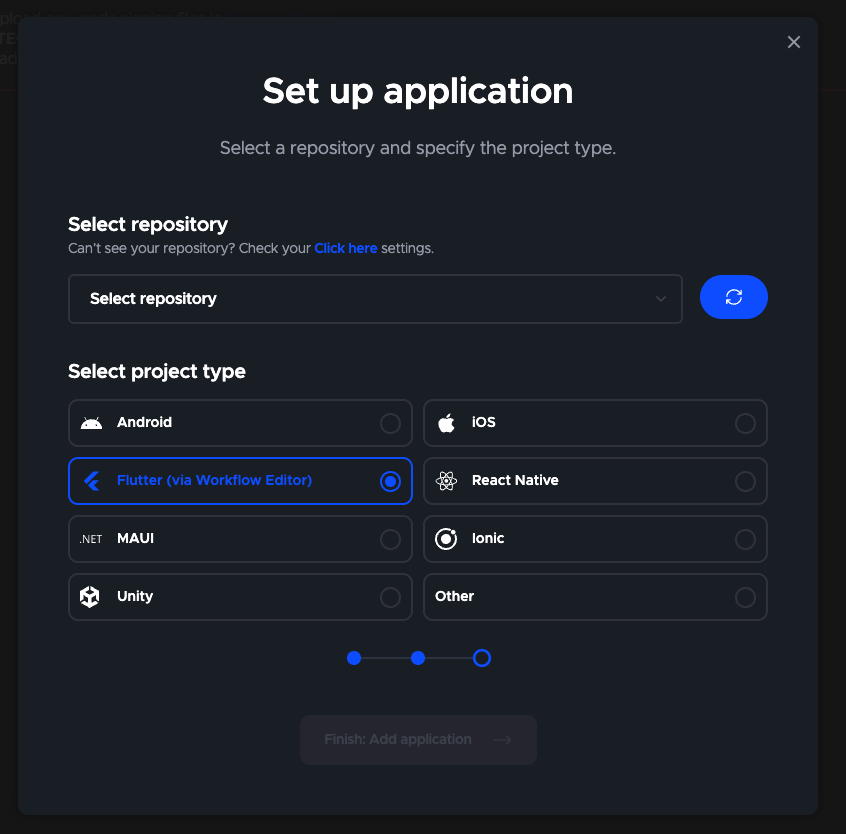 Set up application
Select a repository and specify the project type.
Select repository
Can't see your repository? Check your Click here settings.
Select repository
Select project type
Android
iOS
Flutter (via Workflow Editor)
React Native
.NET MAUI
Ionic
Unity
Other
Finish: Add application